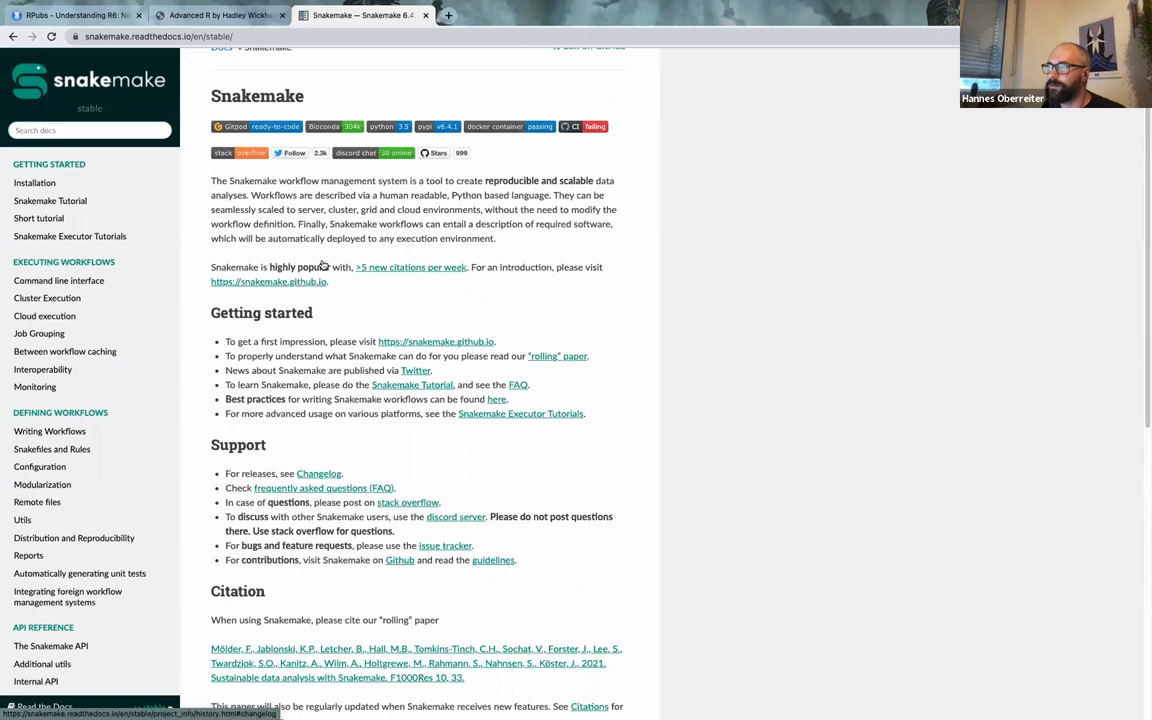 RPubs - Understanding R6: Ne
Advanced R by Hadley Wickha
Snakemake — Snakemake 6.4.
snakemake.readthedocs.io/en/stable/
Hannes Oberreiter
snakemake
stable
Search docs
GETTING STARTED
Installation
Snakemake Tutorial
Short tutorial
Snakemake Executor Tutorials
EXECUTING WORKFLOWS
Command line interface
Cluster Execution
Cloud execution
Job Grouping
Between workflow caching
Interoperability
Monitoring
DEFINING WORKFLOWS
Writing Workflows
Snakefiles and Rules
Configuration
Modularization
Remote files
Utils
Distribution and Reproducibility
Reports
Automatically generating unit tests
Integrating foreign workflow
management systems
API REFERENCE
The Snakemake API
Additional utils
Internal API
Read the Docs
https://snakemake.readthedocs.io/en/stable/project_info/history.html#changelog
Docs » Snakemake
Edit on GitHub
Snakemake
Gitpod ready-to-code Bioconda 304k python 3.5 pypi v6.4.1 docker container passing CI failing
stack overflow Follow 2.3k discord chat 30 online Stars 999
The Snakemake workflow management system is a tool to create reproducible and scalable data
analyses. Workflows are described via a human readable, Python based language. They can be
seamlessly scaled to server, cluster, grid and cloud environments, without the need to modify the
workflow definition. Finally, Snakemake workflows can entail a description of required software,
which will be automatically deployed to any execution environment.
Snakemake is highly popular with, >5 new citations per week. For an introduction, please visit
https://snakemake.github.io.
Getting started
• To get a first impression, please visit https://snakemake.github.io.
• To properly understand what Snakemake can do for you please read our "rolling" paper.
• News about Snakemake are published via Twitter.
• To learn Snakemake, please do the Snakemake Tutorial, and see the FAQ.
• Best practices for writing Snakemake workflows can be found here.
• For more advanced usage on various platforms, see the Snakemake Executor Tutorials.
Support
• For releases, see Changelog.
• Check frequently asked questions (FAQ).
• In case of questions, please post on stack overflow.
• To discuss with other Snakemake users, use the discord server. Please do not post questions
there. Use stack overflow for questions.
• For bugs and feature requests, please use the issue tracker.
• For contributions, visit Snakemake on Github and read the guidelines.
Citation
When using Snakemake, please cite our "rolling" paper
Mölder, F., Jablonski, K.P., Letcher, B., Hall, M.B., Tomkins-Tinch, C.H., Sochat, V., Forster, J., Lee, S.,
Twardziok, S.O., Kanitz, A., Wilm, A., Holtgrewe, M., Rahmann, S., Nahnsen, S., Köster, J., 2021.
Sustainable data analysis with Snakemake. F1000Res 10, 33.
This paper will also be regularly updated when Snakemake receives new features. See Citations for